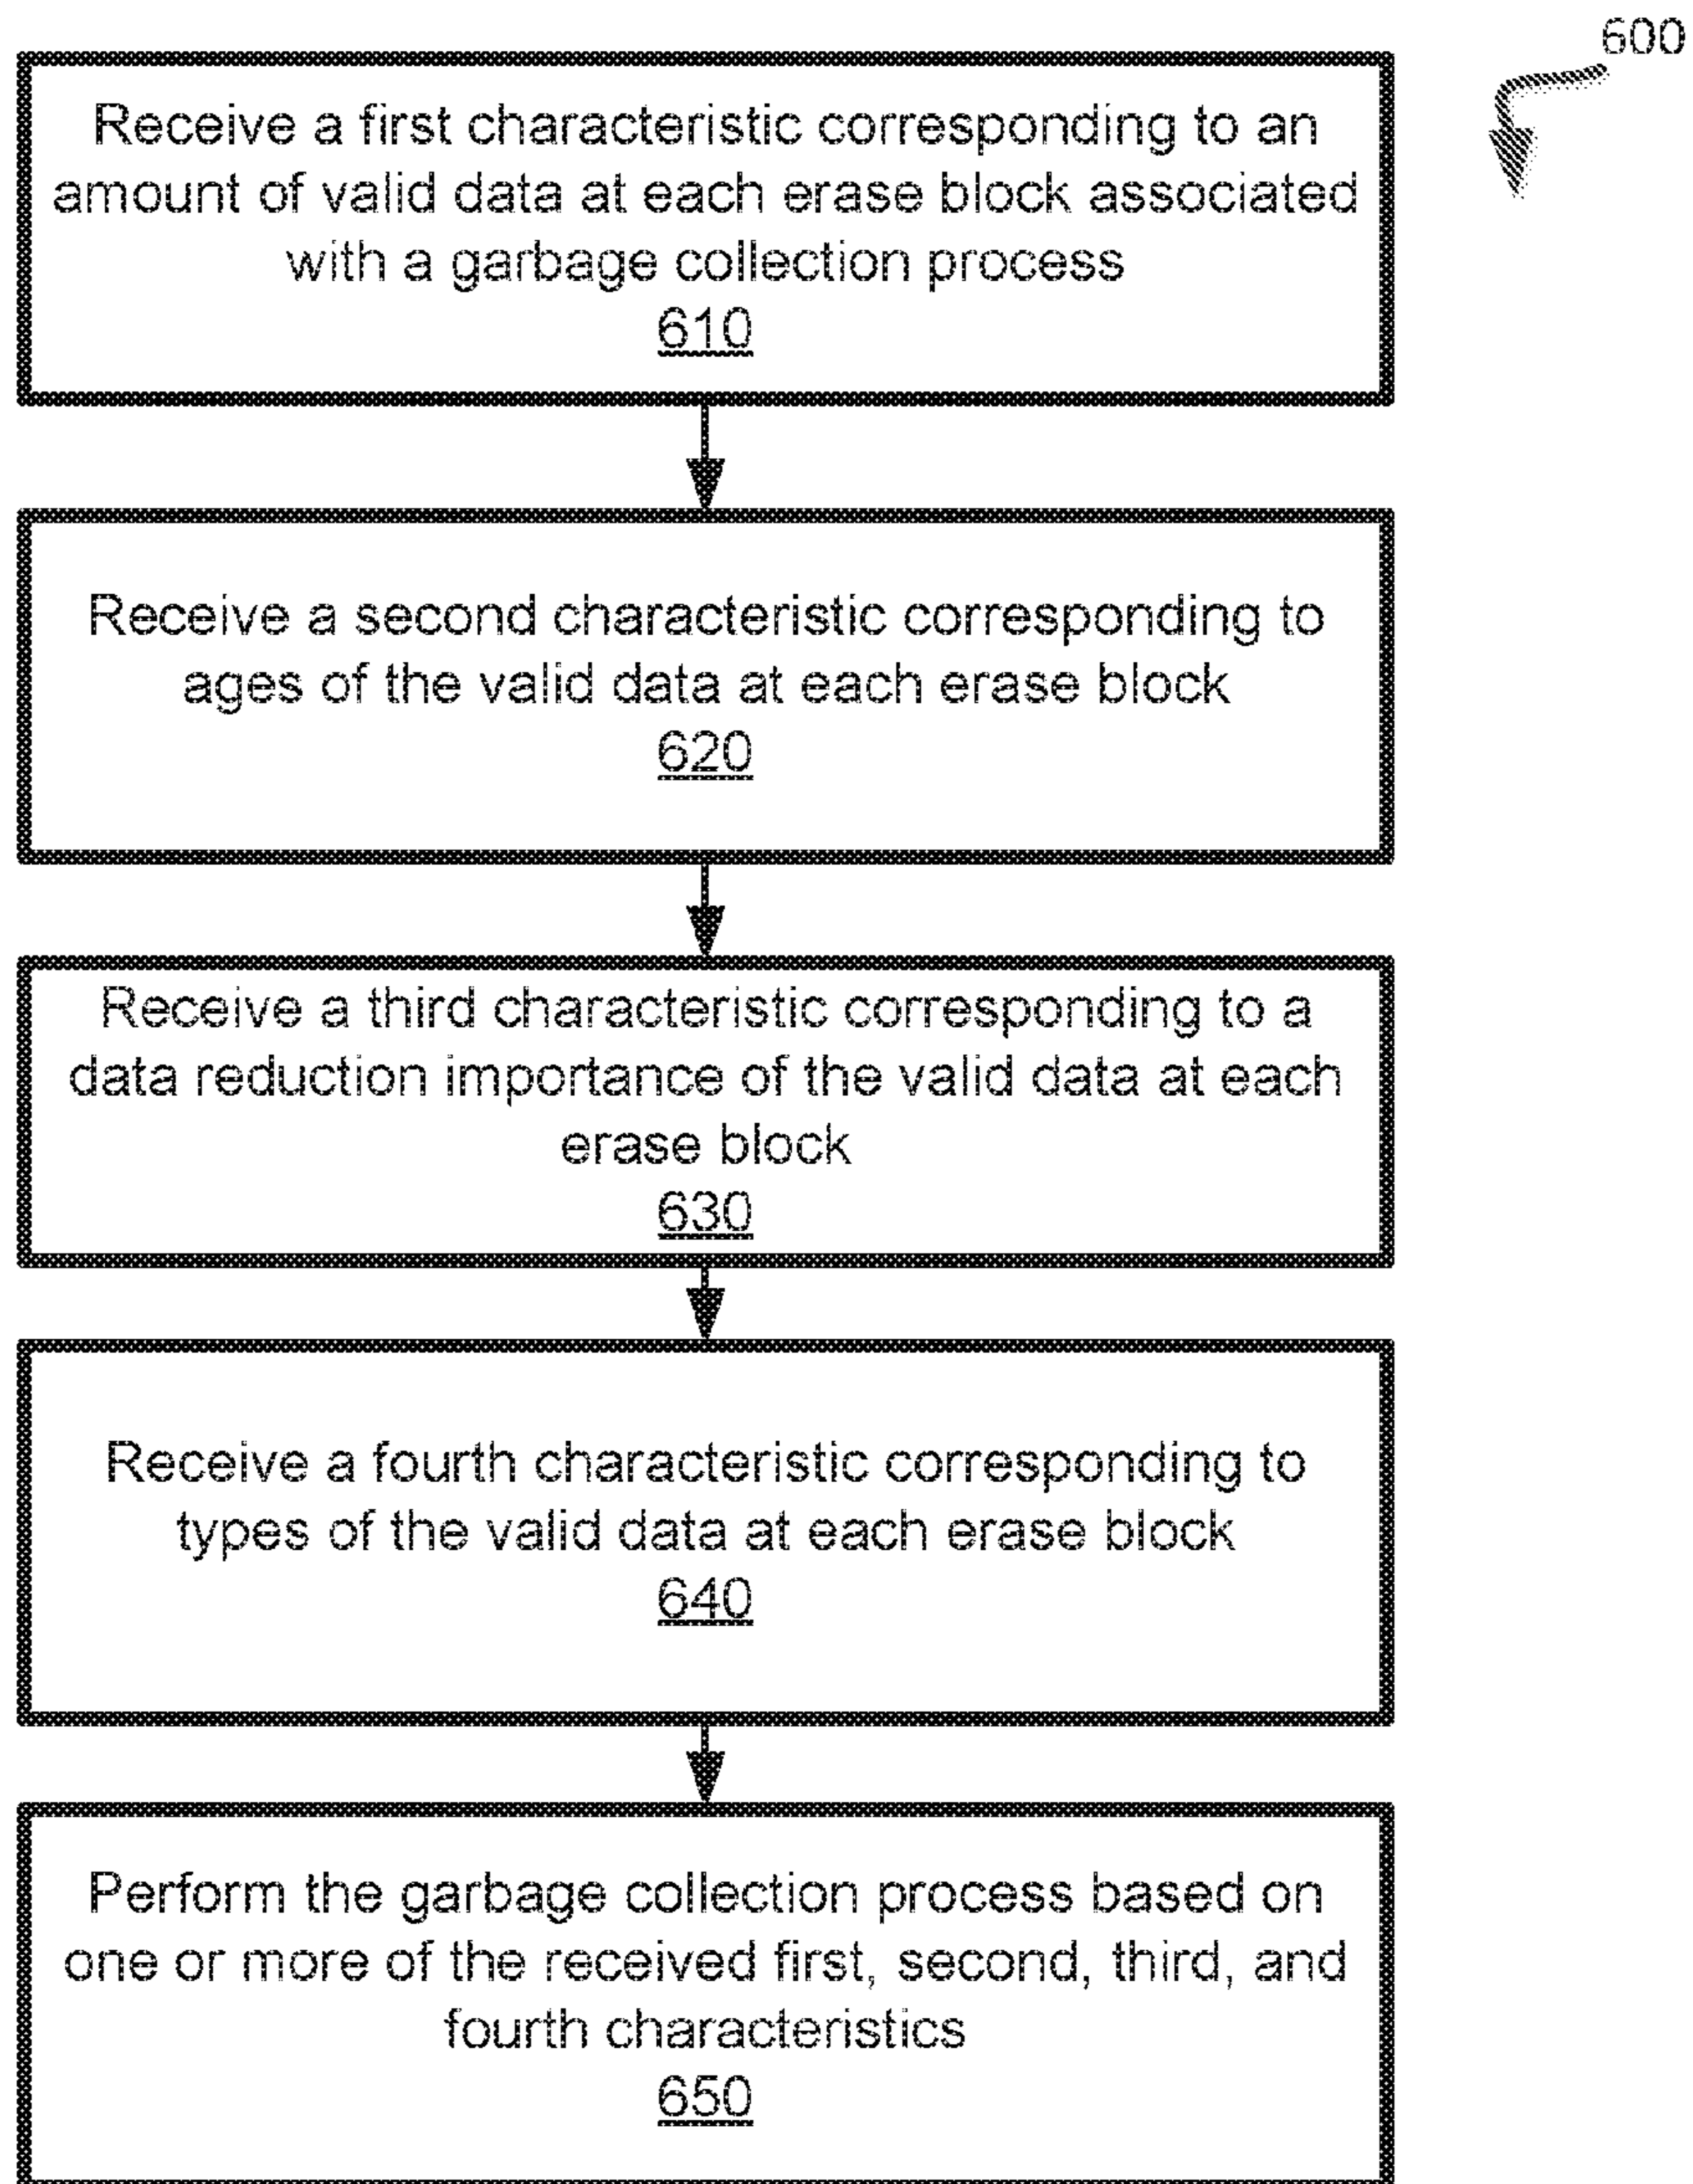 600
Receive a first characteristic corresponding to an
amount of valid data at each erase block associated
with a garbage collection process
610
Receive a second characteristic corresponding to
ages of the valid data at each erase block
620
Receive a third characteristic corresponding to a
data reduction importance of the valid data at each
erase block
630
Receive a fourth characteristic corresponding to
types of the valid data at each erase block
640
Perform the garbage collection process based on
one or more of the received first, second, third, and
fourth characteristics
650